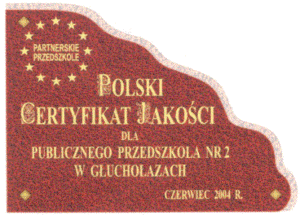 PARTNERSKIE
PRZEDSZKOLE
POLSKI
CERTYFIKAT JAKOŚCI
DLA
PUBLICZNEGO PRZEDSZKOLA NR 2
W GŁUCHOŁAZACH
CZERWIEC 2004 R.